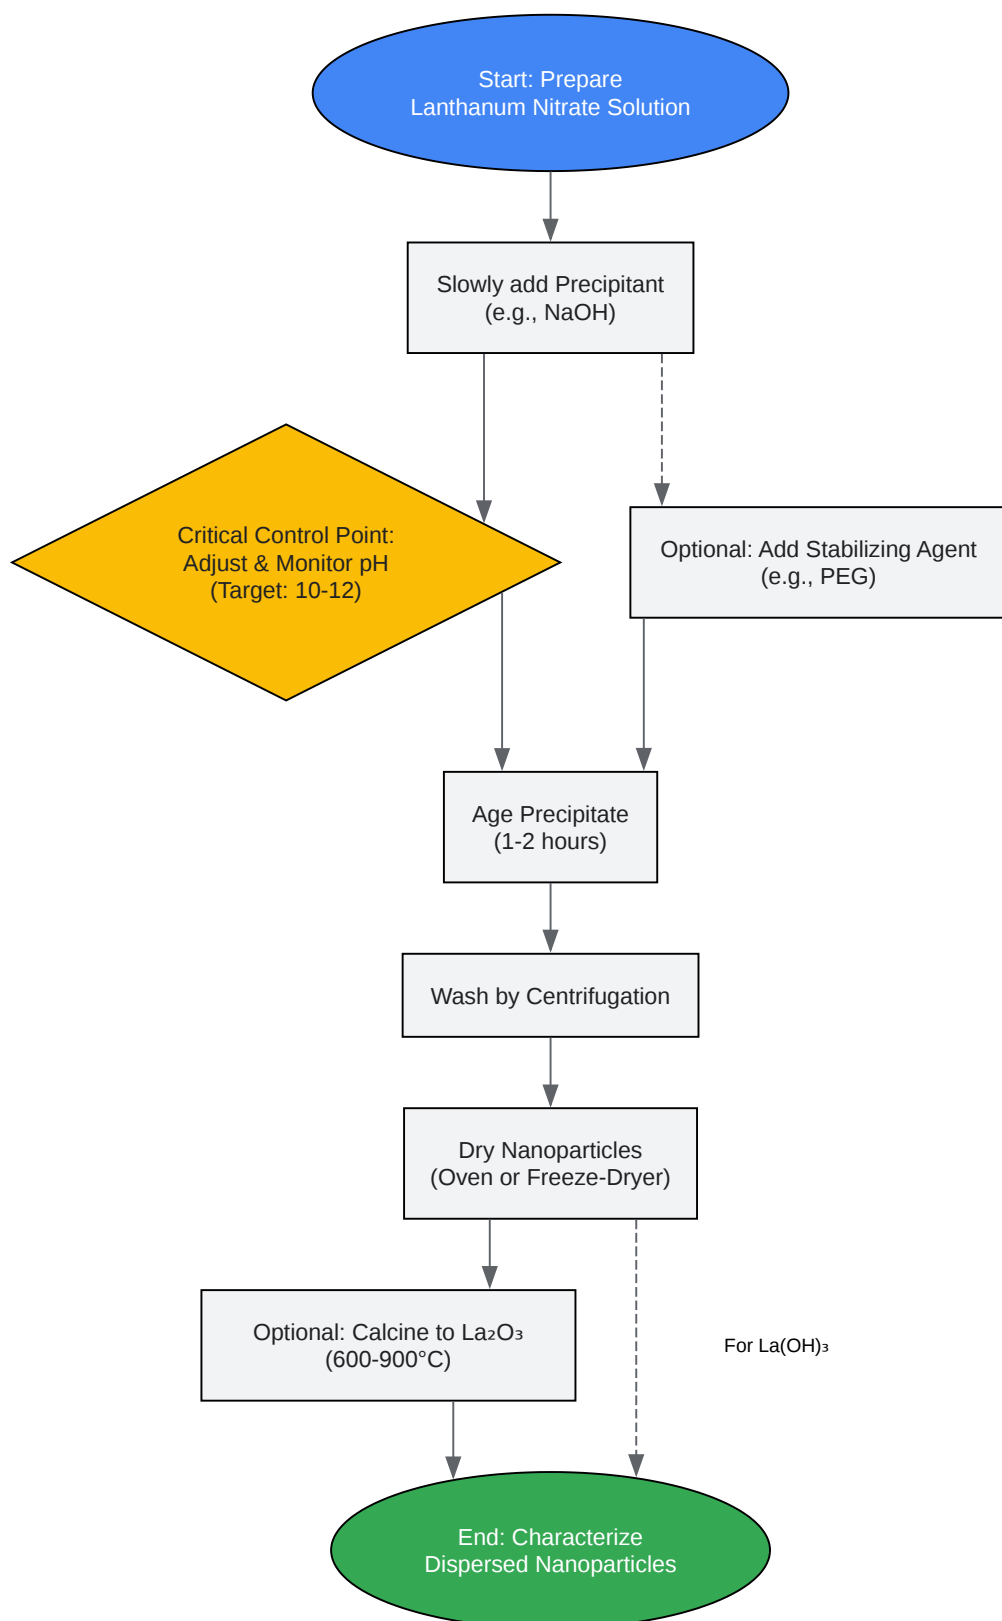 Start: Prepare
Lanthanum Nitrate Solution
Slowly add Precipitant
(e.g., NaOH)
Critical Control Point:
Adjust & Monitor pH
(Target: 10-12)
Optional: Add Stabilizing Agent
(e.g., PEG)
Age Precipitate
(1-2 hours)
Wash by Centrifugation
Dry Nanoparticles
(Oven or Freeze-Dryer)
Optional: Calcine to La₂O₃
(600-900°C)
For La(OH)₃
End: Characterize
Dispersed Nanoparticles